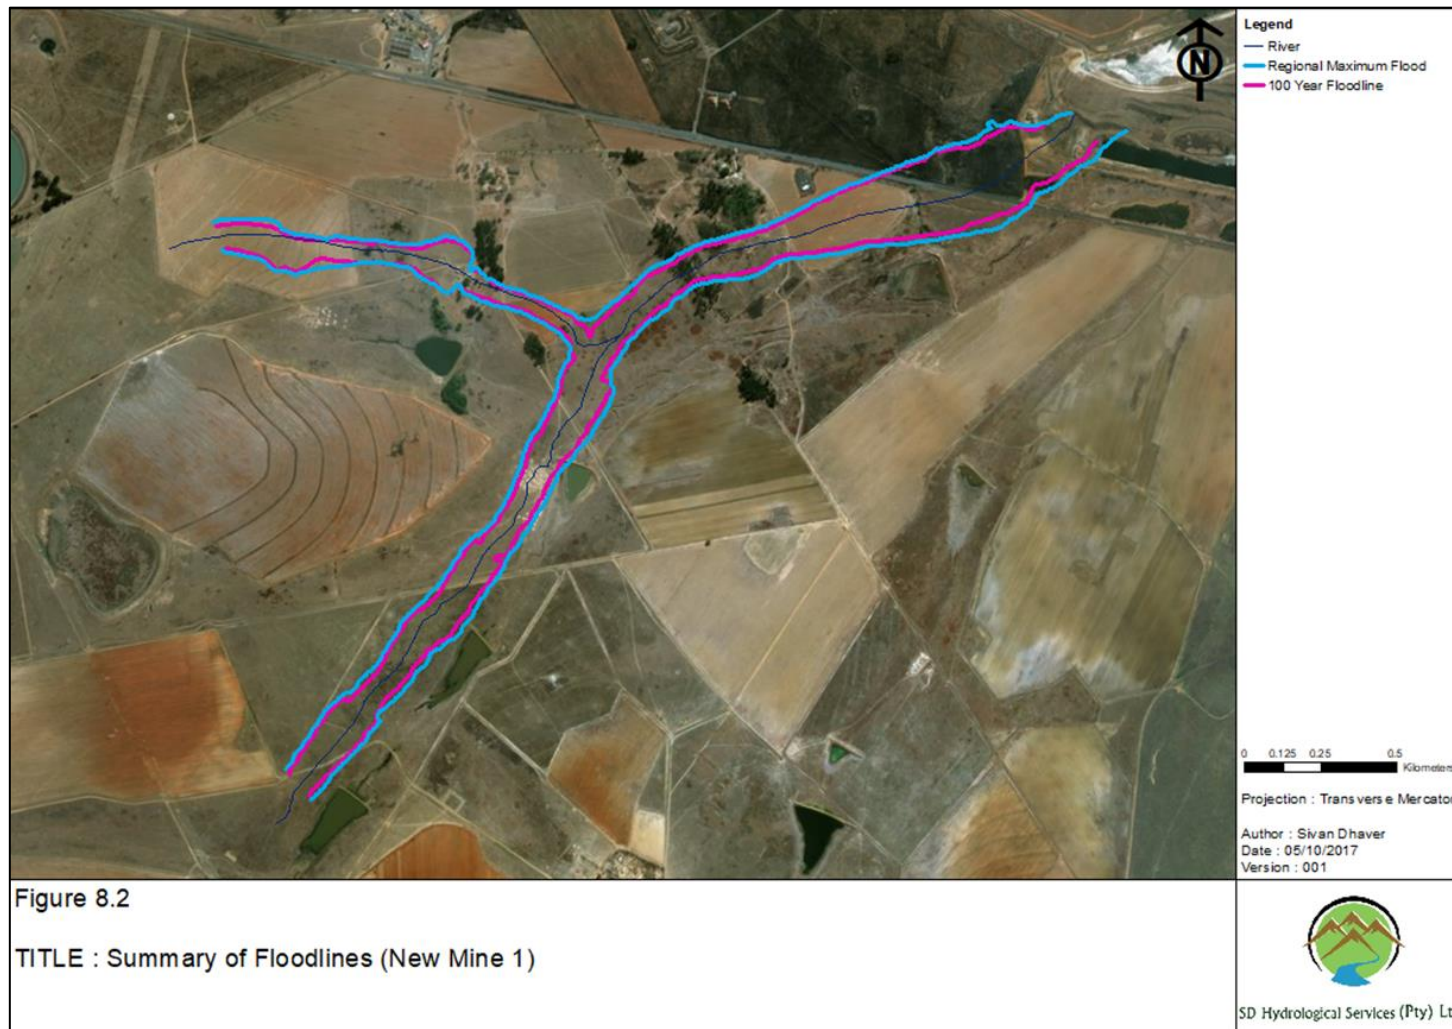 N
Legend
River
Regional Maximum Flood
100 Year Floodline
0 0.125 0.25 0.5
Kilometers
Projection : Transverse Mercator
Author : Sivan Dhaver
Date : 05/10/2017
Version : 001
Figure 8.2
TITLE : Summary of Floodlines (New Mine 1)
SD Hydrological Services (Pty) Lt